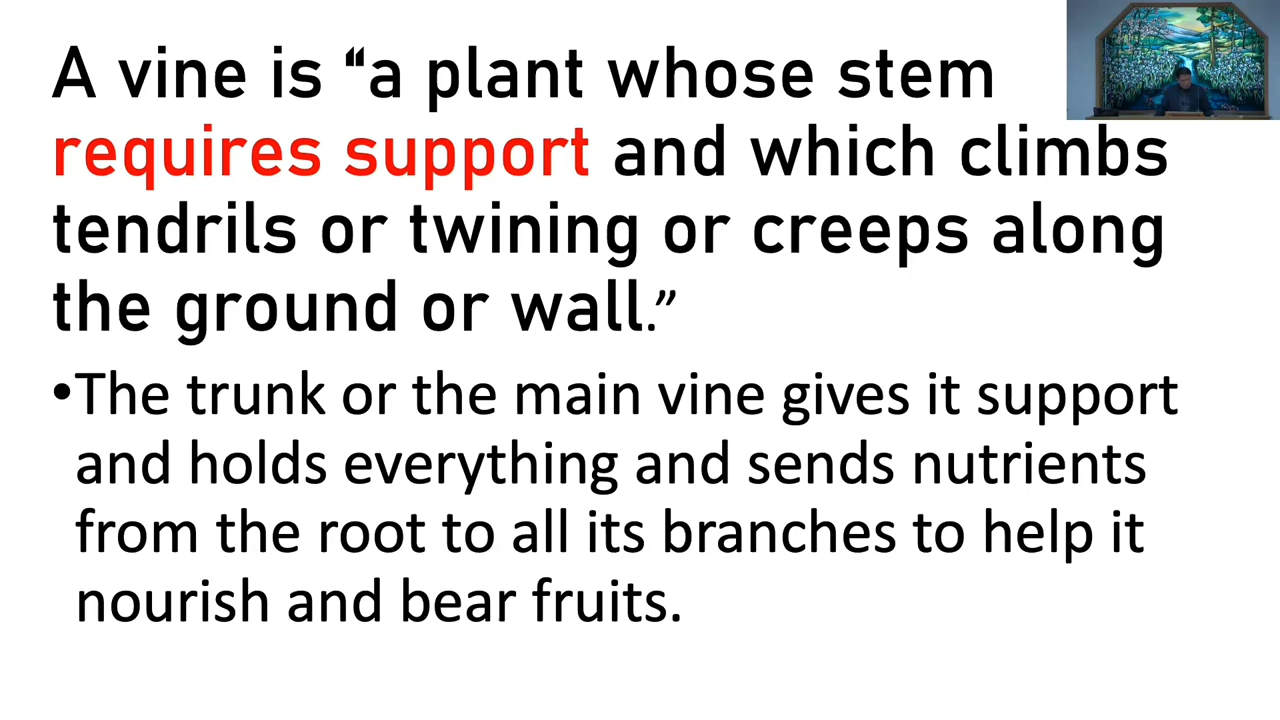 A vine is “a plant whose stem
requires support and which climbs
tendrils or twining or creeps along
the ground or wall.”
•The trunk or the main vine gives it support
and holds everything and sends nutrients
from the root to all its branches to help it
nourish and bear fruits.